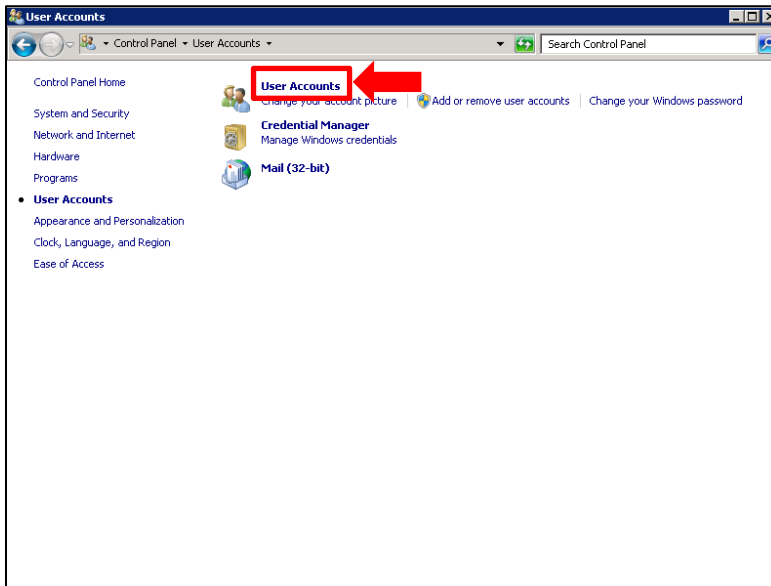 User Accounts
Control Panel User Accounts
Search Control Panel
Control Panel Home
System and Security
Network and Internet
Hardware
Programs
User Accounts
Appearance and Personalization
Clock, Language, and Region
Ease of Access
User Accounts
Change your account picture Add or remove user accounts Change your Windows password
Credential Manager
Manage Windows credentials
Mail (32-bit)